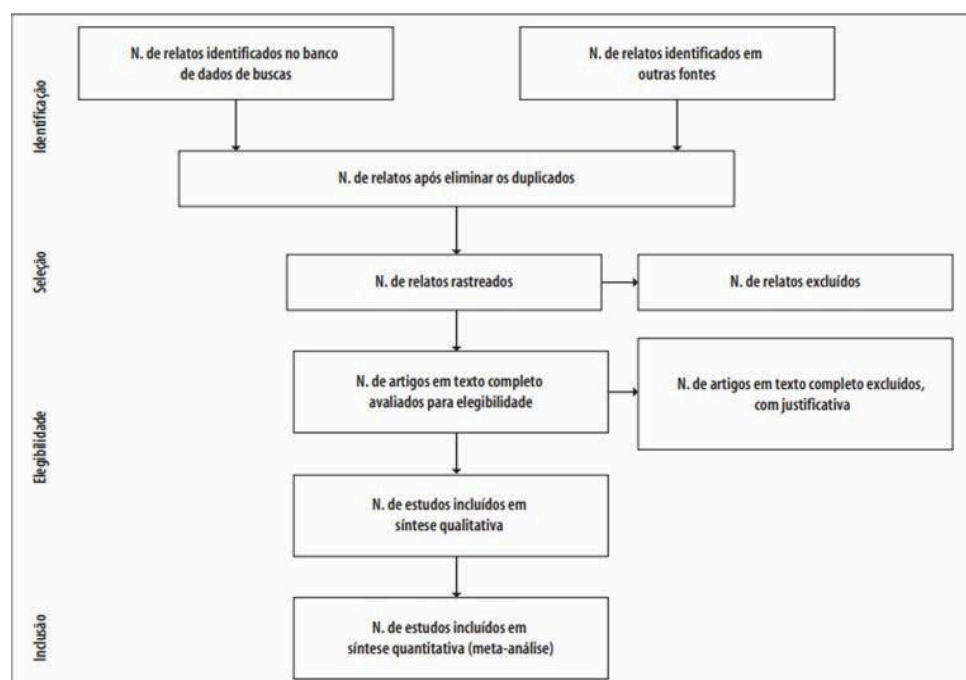 Identificação
N. de relatos identificados no banco
de dados de buscas
N. de relatos identificados em
outras fontes
N. de relatos após eliminar os duplicados
Seleção
N. de relatos rastreados
N. de relatos excluídos
Elegibilidade
N. de artigos em texto completo
avaliados para elegibilidade
N. de artigos em texto completo excluídos,
com justificativa
N. de estudos incluídos em
síntese qualitativa
Inclusão
N. de estudos incluídos em
síntese quantitativa (meta-análise)